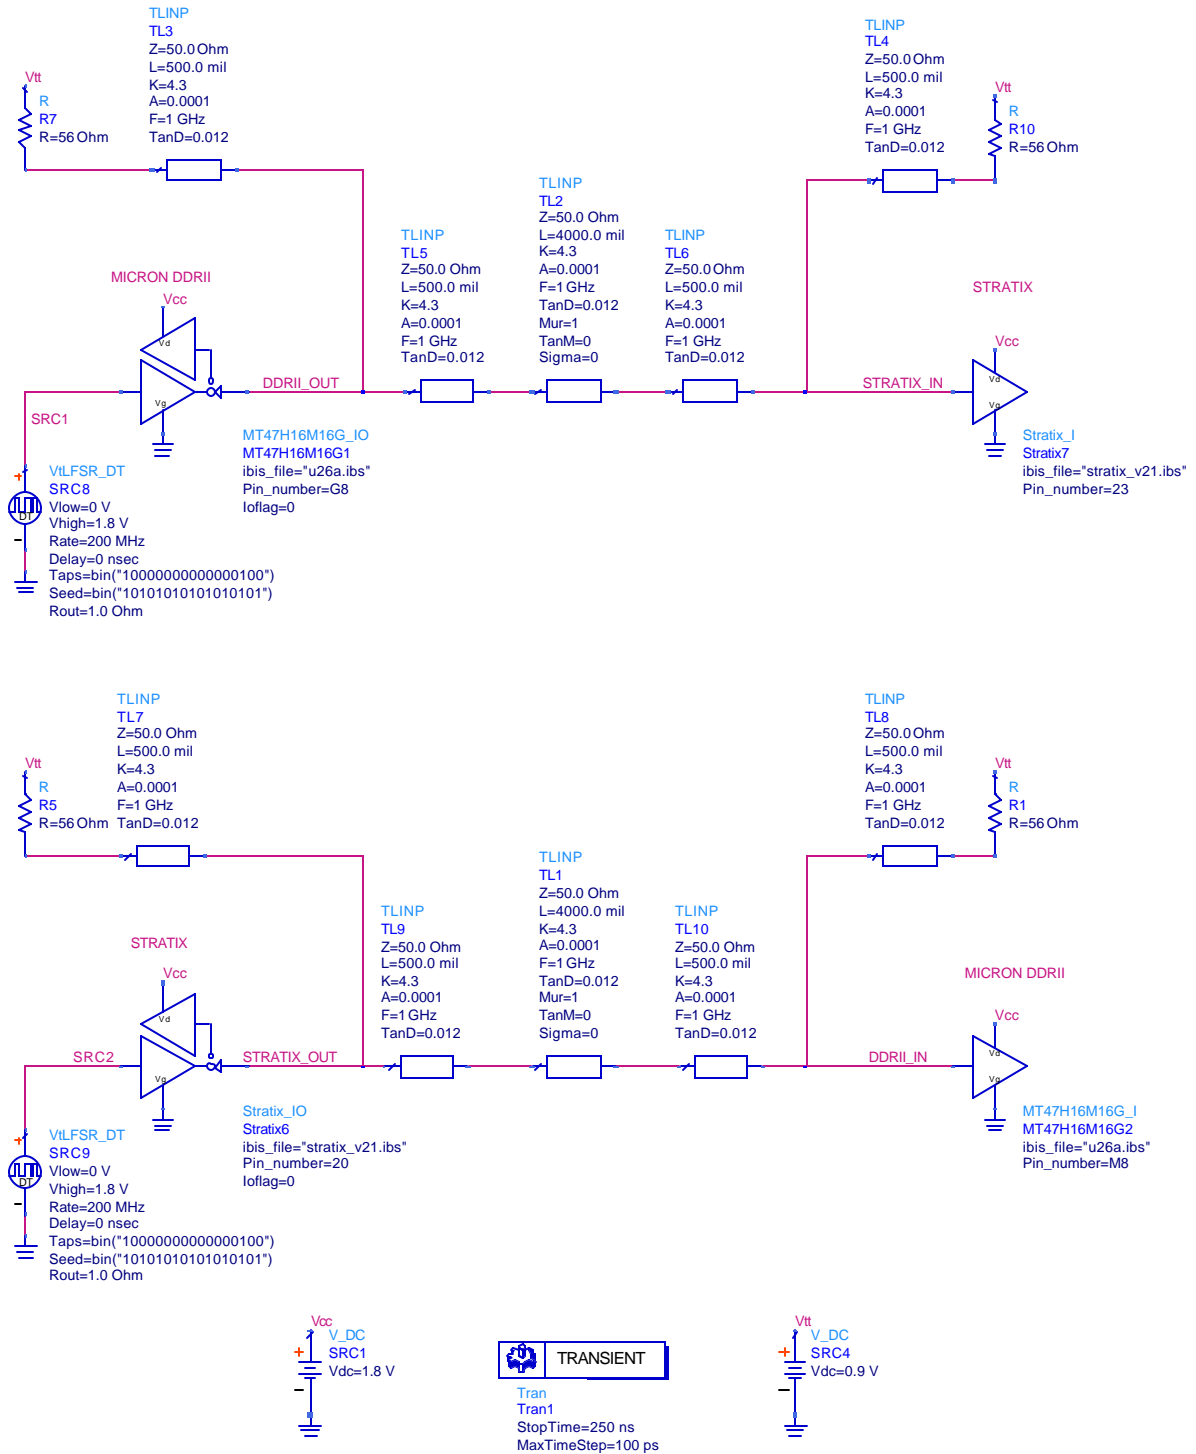 TLINP
TL3
Z=50.0 Ohm
L=500.0 mil
K=4.3
A=0.0001
F=1 GHz
TanD=0.012
TLINP
TL4
Z=50.0 Ohm
L=500.0 mil
K=4.3
A=0.0001
F=1 GHz
TanD=0.012
Vtt
R
R7
R=56 Ohm
Vtt
R
R10
R=56 Ohm
TLINP
TL5
Z=50.0 Ohm
L=500.0 mil
K=4.3
A=0.0001
F=1 GHz
TanD=0.012
TLINP
TL2
Z=50.0 Ohm
L=4000.0 mil
K=4.3
A=0.0001
F=1 GHz
TanD=0.012
Mur=1
TanM=0
Sigma=0
TLINP
TL6
Z=50.0 Ohm
L=500.0 mil
K=4.3
A=0.0001
F=1 GHz
TanD=0.012
MICRON DDRII
Vcc
Vd
Vg
DDRII_OUT
STRATIX
Vcc
Vd
Vg
STRATIX_IN
SRC1
MT47H16M16G_IO
MT47H16M16G1
ibis_file="u26a.ibs"
Pin_number=G8
Ioflag=0
Stratix_I
Stratix7
ibis_file="stratix_v21.ibs"
Pin_number=23
DT
VtLFSR_DT
SRC8
Vlow=0 V
Vhigh=1.8 V
Rate=200 MHz
Delay=0 nsec
Taps=bin("10000000000000100")
Seed=bin("10101010101010101")
Rout=1.0 Ohm
TLINP
TL7
Z=50.0 Ohm
L=500.0 mil
K=4.3
A=0.0001
F=1 GHz
TanD=0.012
TLINP
TL8
Z=50.0 Ohm
L=500.0 mil
K=4.3
A=0.0001
F=1 GHz
TanD=0.012
Vtt
R
R5
R=56 Ohm
Vtt
R
R1
R=56 Ohm
TLINP
TL9
Z=50.0 Ohm
L=500.0 mil
K=4.3
A=0.0001
F=1 GHz
TanD=0.012
TLINP
TL1
Z=50.0 Ohm
L=4000.0 mil
K=4.3
A=0.0001
F=1 GHz
TanD=0.012
Mur=1
TanM=0
Sigma=0
TLINP
TL10
Z=50.0 Ohm
L=500.0 mil
K=4.3
A=0.0001
F=1 GHz
TanD=0.012
STRATIX
Vcc
Vd
Vg
SRC2
STRATIX_OUT
MICRON DDRII
Vcc
Vd
Vg
DDRII_IN
Stratix_IO
Stratix6
ibis_file="stratix_v21.ibs"
Pin_number=20
Ioflag=0
MT47H16M16G_I
MT47H16M16G2
ibis_file="u26a.ibs"
Pin_number=M8
DT
VtLFSR_DT
SRC9
Vlow=0 V
Vhigh=1.8 V
Rate=200 MHz
Delay=0 nsec
Taps=bin("10000000000000100")
Seed=bin("10101010101010101")
Rout=1.0 Ohm
Vcc
V_DC
SRC1
Vdc=1.8 V
TRANSIENT
Tran
Tran1
StopTime=250 ns
MaxTimeStep=100 ps
Vtt
V_DC
SRC4
Vdc=0.9 V